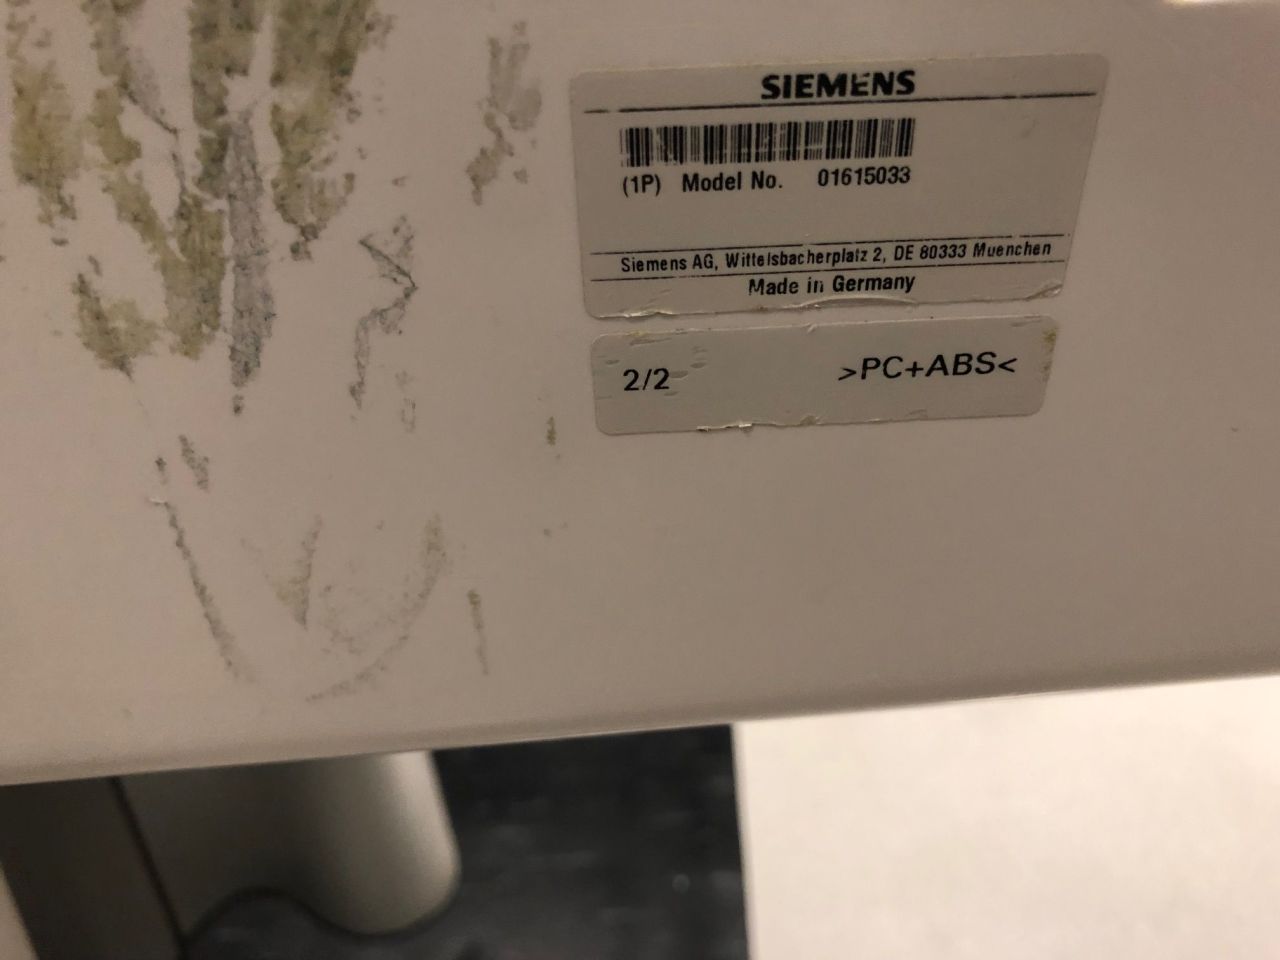 SIEMENS
(1P) Model No. 01615033
Siemens AG, Wittelsbacherplatz 2, DE 80333 Muenchen
Made in Germany
2/2 >PC+ABS<